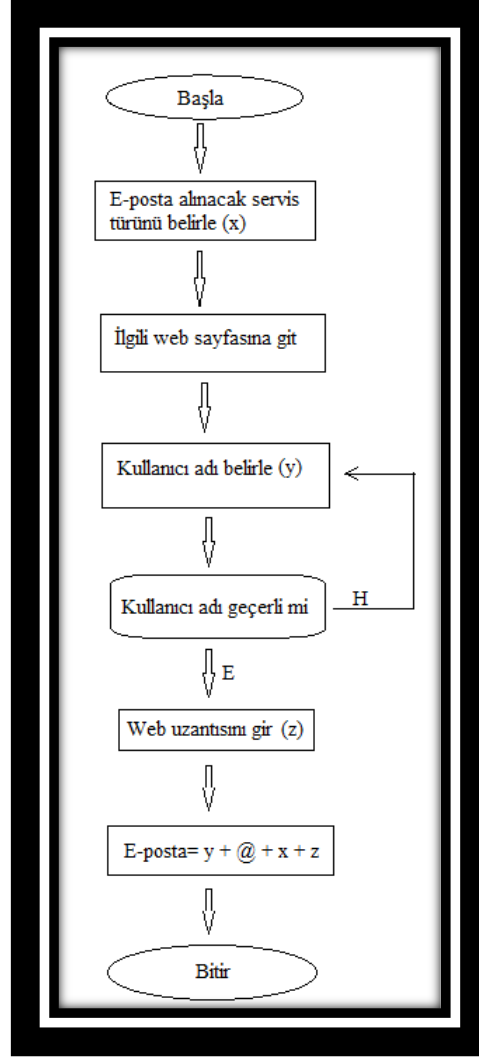 Başla
E-posta alınacak servis
türünü belirle (x)
İlgili web sayfasına git
Kullanıcı adı belirle (y)
Kullanıcı adı geçerli mi
H
E
Web uzantısını gir (z)
E-posta= y + @ + x + z
Bitir